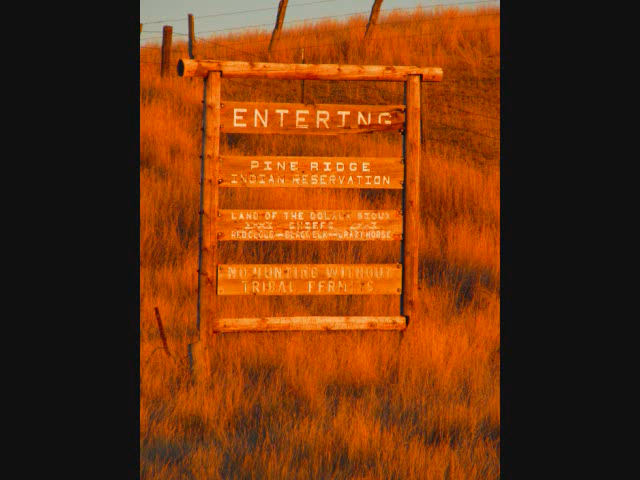 ENTERING
PINE RIDGE
INDIAN RESERVATION
LAND OF THE OGLALA SIOUX
CHIEFS
RED CLOUD—BLACK ELK—CRAZY HORSE
NO HUNTING WITHOUT
TRIBAL PERMITS